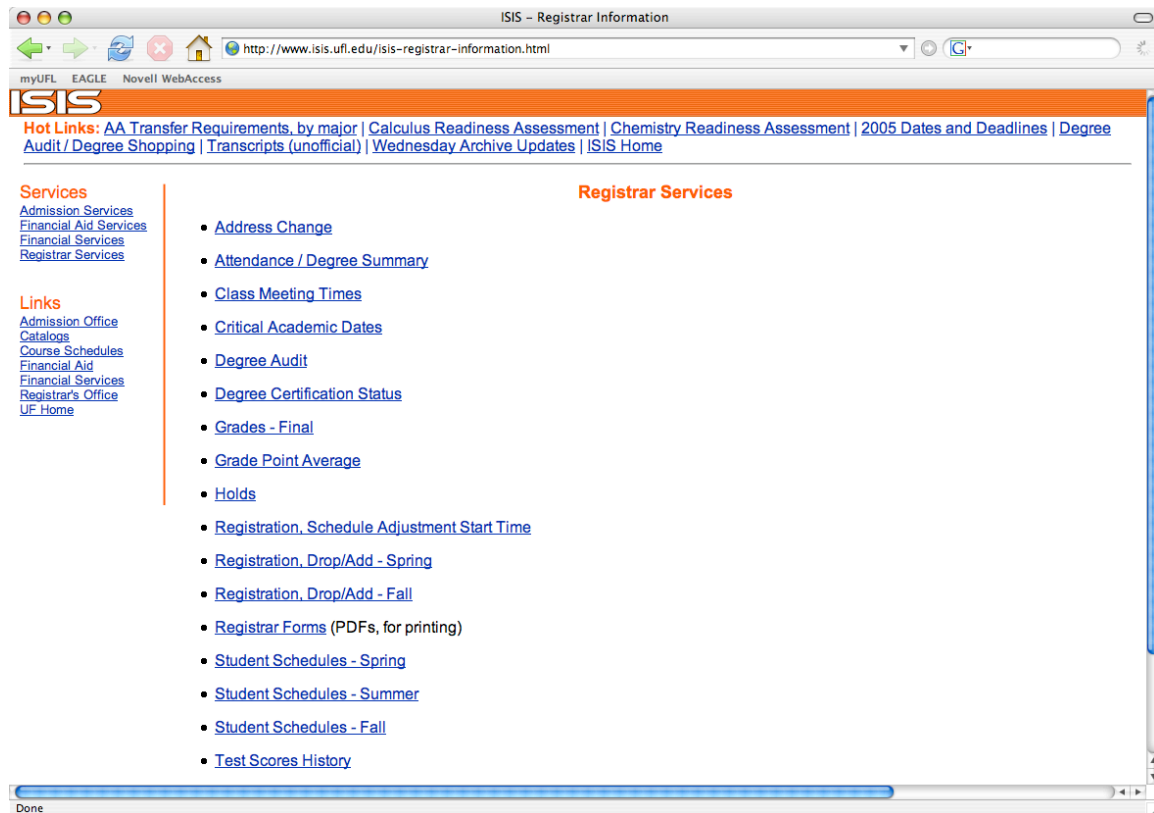 ISIS – Registrar Information
http://www.isis.ufl.edu/isis-registrar-information.html
G
myUFL EAGLE Novell WebAccess
ISIS
Hot Links: AA Transfer Requirements, by major | Calculus Readiness Assessment | Chemistry Readiness Assessment | 2005 Dates and Deadlines | Degree
Audit / Degree Shopping | Transcripts (unofficial) | Wednesday Archive Updates | ISIS Home
Services
Admission Services
Financial Aid Services
Financial Services
Registrar Services
Links
Admission Office
Catalogs
Course Schedules
Financial Aid
Financial Services
Registrar's Office
UF Home
Registrar Services
Address Change
Attendance / Degree Summary
Class Meeting Times
Critical Academic Dates
Degree Audit
Degree Certification Status
Grades - Final
Grade Point Average
Holds
Registration, Schedule Adjustment Start Time
Registration, Drop/Add - Spring
Registration, Drop/Add - Fall
Registrar Forms (PDFs, for printing)
Student Schedules - Spring
Student Schedules - Summer
Student Schedules - Fall
Test Scores History
Done